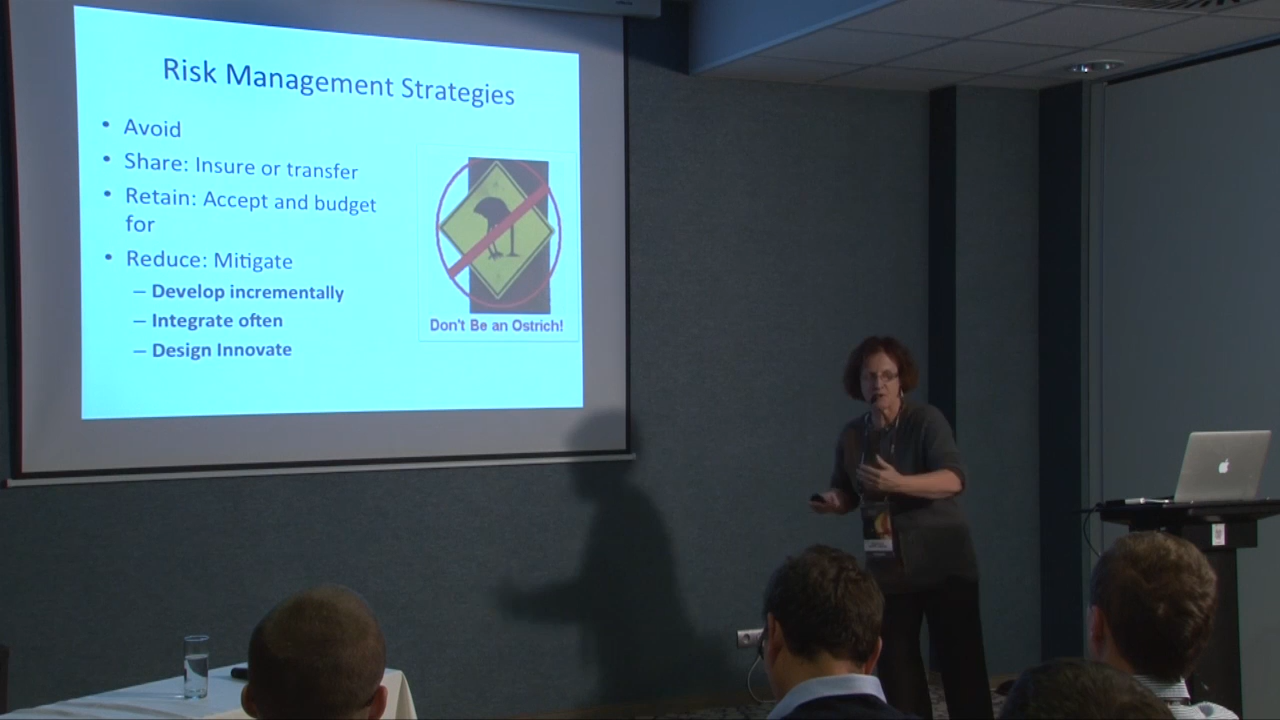 Risk Management Strategies
• Avoid
• Share: Insure or transfer
• Retain: Accept and budget
for
• Reduce: Mitigate
– Develop incrementally
– Integrate often
– Design Innovate
Don't Be an Ostrich!